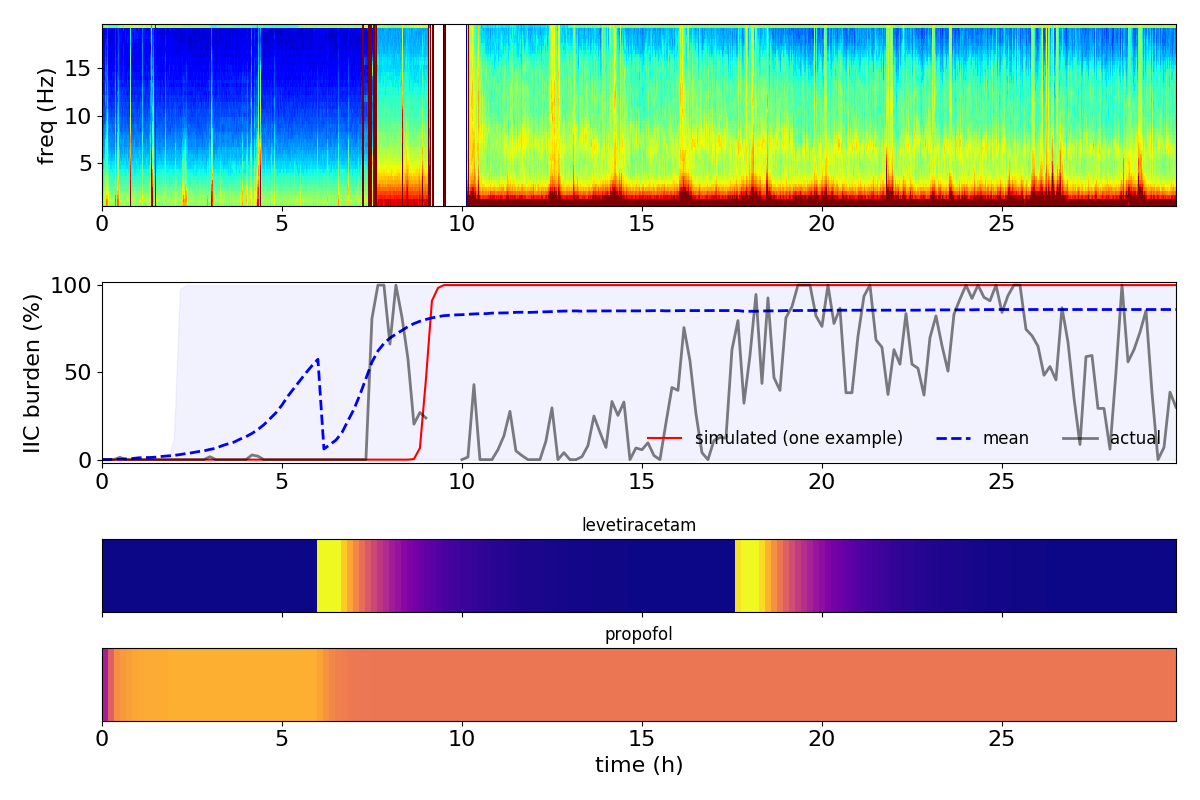 freq (Hz)
15
10
5
0 5 10 15 20 25
IIC burden (%)
100
50
0
simulated (one example) mean actual
0 5 10 15 20 25
levetiracetam
propofol
0 5 10 15 20 25
time (h)